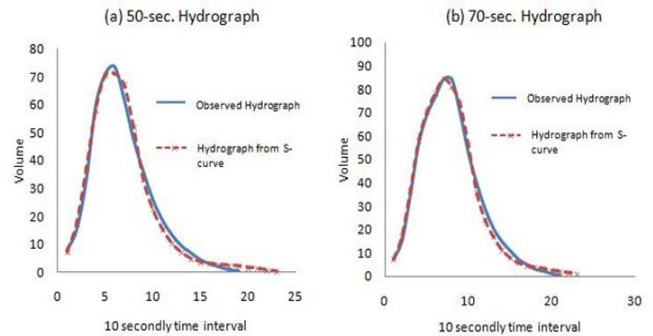 (a) 50-sec. Hydrograph
80
70
60
50
40
30
20
10
0
Volume
0 5 10 15 20 25
10 secondly time interval
Observed Hydrograph
Hydrograph from S-
curve
(b) 70-sec. Hydrograph
100
90
80
70
60
50
40
30
20
10
0
Volume
0 10 20 30
10 secondly time interval
Observed Hydrograph
Hydrograph from S-
curve